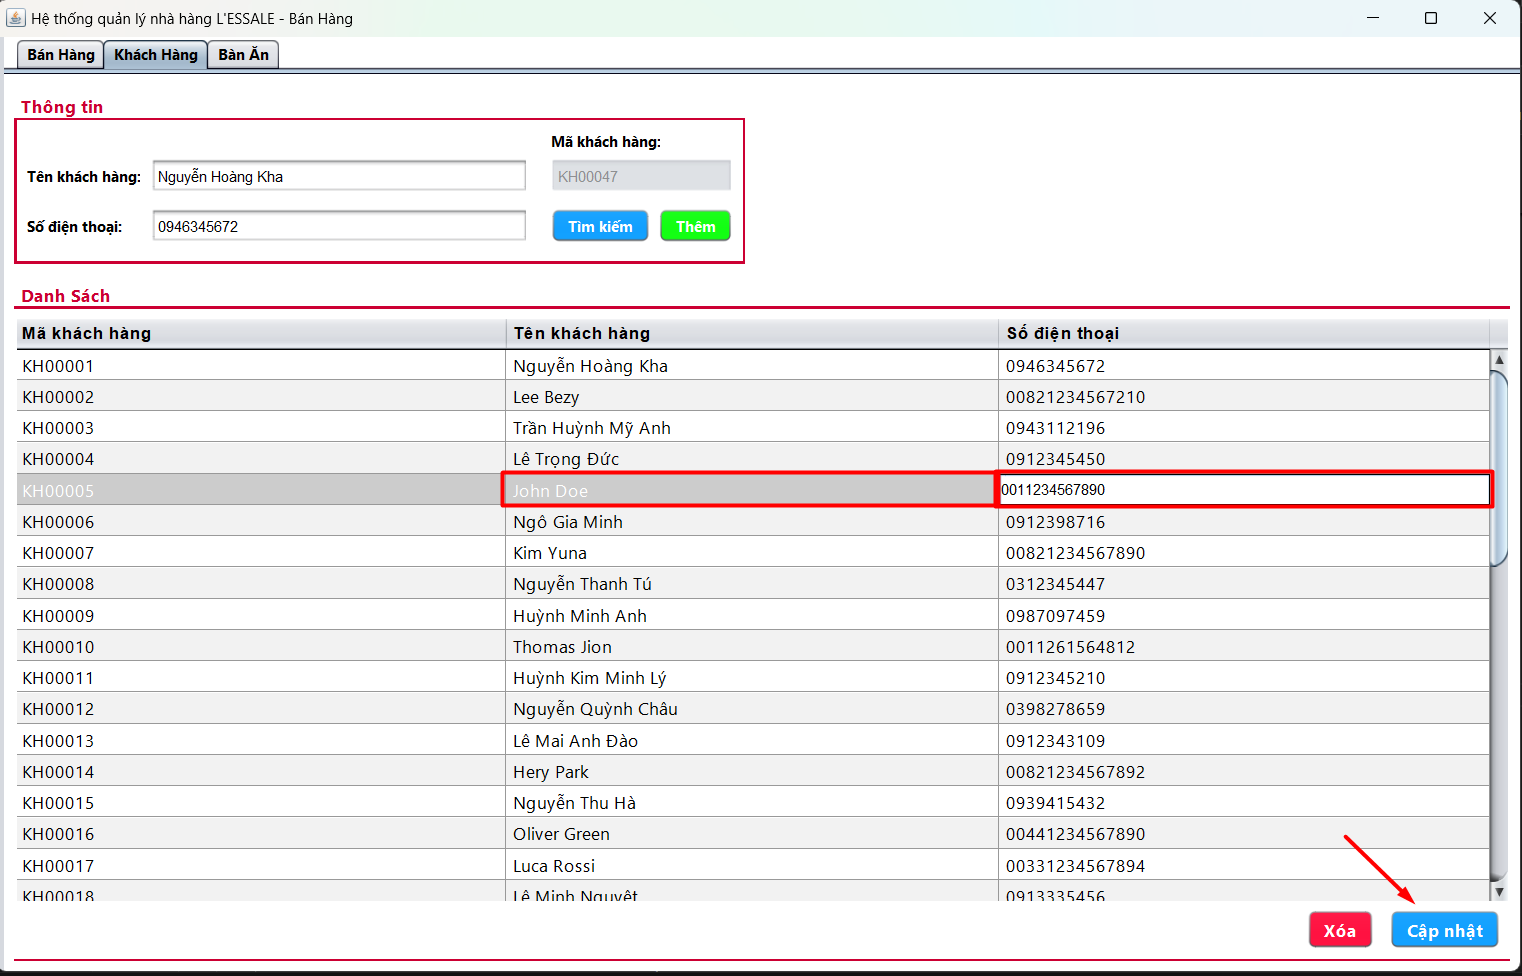 Hệ thống quản lý nhà hàng L'ESSALE - Bán Hàng
Bán Hàng Khách Hàng Bàn Ăn
Thông tin
Mã khách hàng:
Tên khách hàng: Nguyễn Hoàng Kha KH00047
Số điện thoại: 0946345672 Tìm kiếm Thêm
Danh Sách
Mã khách hàng Tên khách hàng Số điện thoại
KH00001 Nguyễn Hoàng Kha 0946345672
KH00002 Lee Bezy 00821234567210
KH00003 Trần Huỳnh Mỹ Anh 0943112196
KH00004 Lê Trọng Đức 0912345450
KH00005 John Doe 0011234567890
KH00006 Ngô Gia Minh 0912398716
KH00007 Kim Yuna 00821234567890
KH00008 Nguyễn Thanh Tú 0312345447
KH00009 Huỳnh Minh Anh 0987097459
KH00010 Thomas Jion 0011261564812
KH00011 Huỳnh Kim Minh Lý 0912345210
KH00012 Nguyễn Quỳnh Châu 0398278659
KH00013 Lê Mai Anh Đào 0912343109
KH00014 Hery Park 00821234567892
KH00015 Nguyễn Thu Hà 0939415432
KH00016 Oliver Green 00441234567890
KH00017 Luca Rossi 00331234567894
KH00018 Lê Minh Nguyệt 0913335456
Xóa Cập nhật